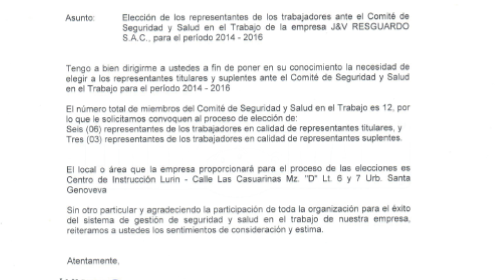 Asunto: Elección de los representantes de los trabajadores ante el Comité de
Seguridad y Salud en el Trabajo de la empresa J&V RESGUARDO
S.A.C., para el período 2014 - 2016
Tengo a bien dirigirme a ustedes a fin de poner en su conocimiento la necesidad de
elegir a los representantes titulares y suplentes ante el Comité de Seguridad y Salud
en el Trabajo para el período 2014 - 2016
El número total de miembros del Comité de Seguridad y Salud en el Trabajo es 12, por
lo que le solicitamos convoquen al proceso de elección de:
Seis (06) representantes de los trabajadores en calidad de representantes titulares, y
Tres (03) representantes de los trabajadores en calidad de representantes suplentes.
El local o área que la empresa proporcionará para el proceso de las elecciones es
Centro de Instrucción Lurin - Calle Las Casuarinas Mz. "D" Lt. 6 y 7 Urb. Santa
Genoveva
Sin otro particular y agradeciendo la participación de toda la organización para el éxito
del sistema de gestión de seguridad y salud en el trabajo de nuestra empresa,
reiteramos a ustedes los sentimientos de consideración y estima.
Atentamente,